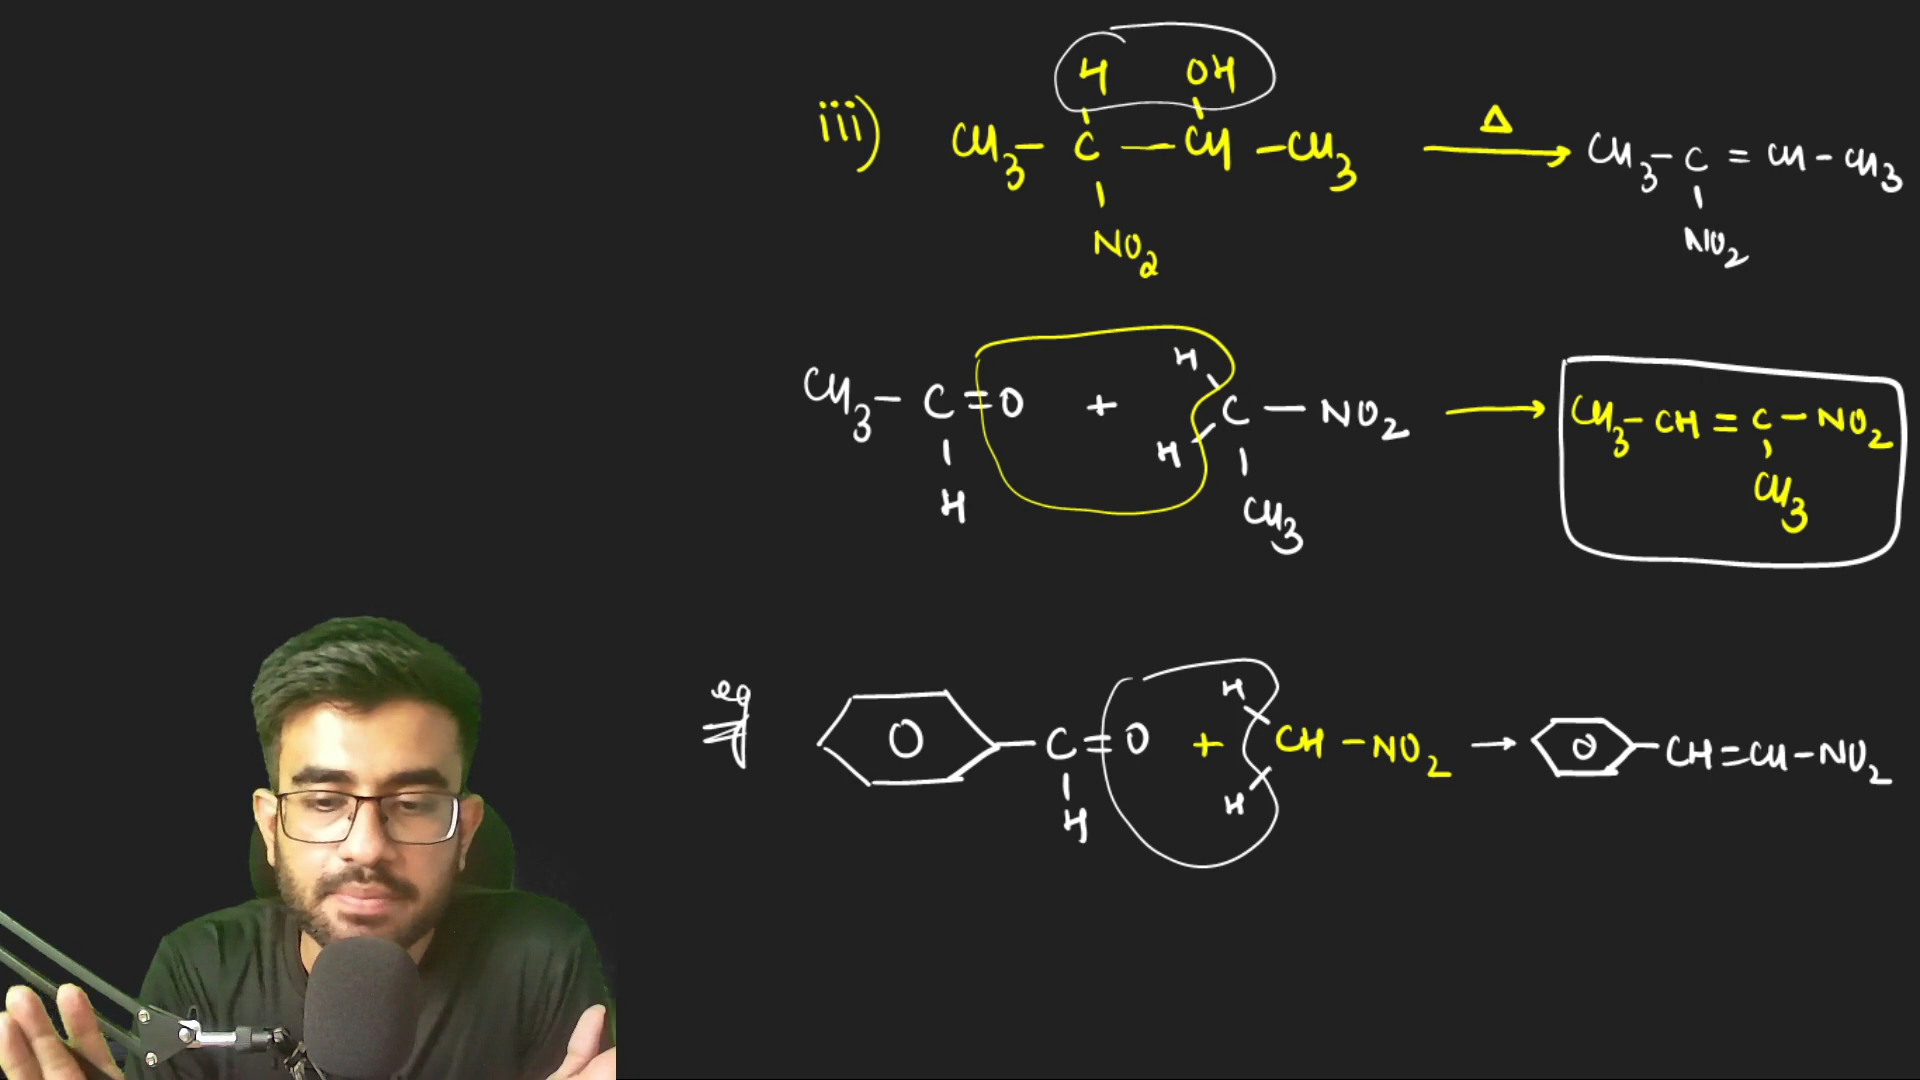 H OH
iii) CH3 - C — CH - CH3 Δ → CH3 - C = CH - CH3
NO2 NO2
H
CH3 - C = O + C — NO2 → CH3 - CH = C - NO2
H H CH3 CH3
eg H
O - C = O + CH - NO2 → O - CH = CH - NO2
H H